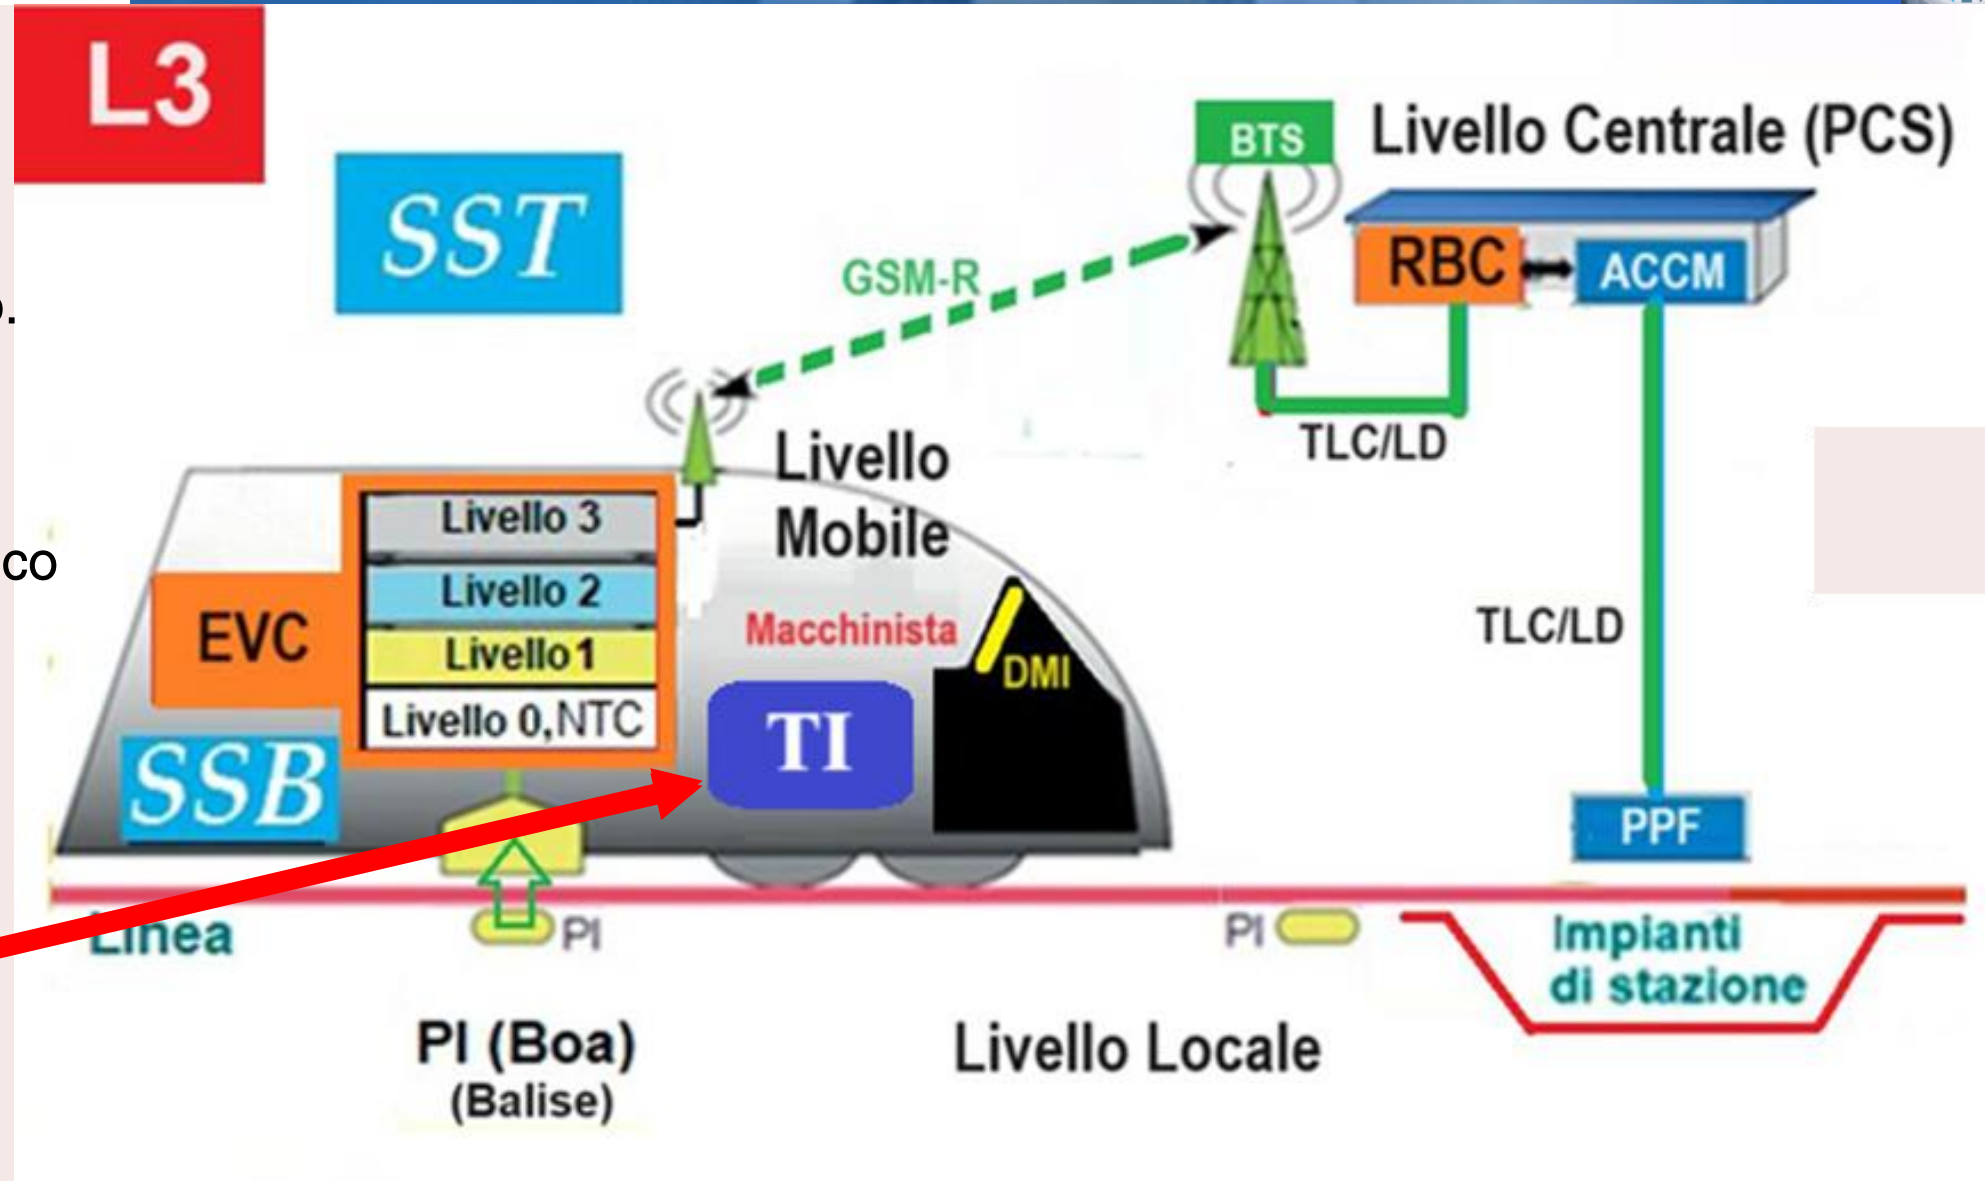 L3
BTS
Livello Centrale (PCS)
SST
GSM-R
RBC
ACCM
o.
TLC/LD
Livello
Mobile
Livello 3
co
Livello 2
EVC
Macchinista
TLC/LD
Livello1
DMI
Livello 0, NTC
TI
SSB
PPF
Linea
PI
PI
Impianti
di stazione
PI (Boa)
(Balise)
Livello Locale